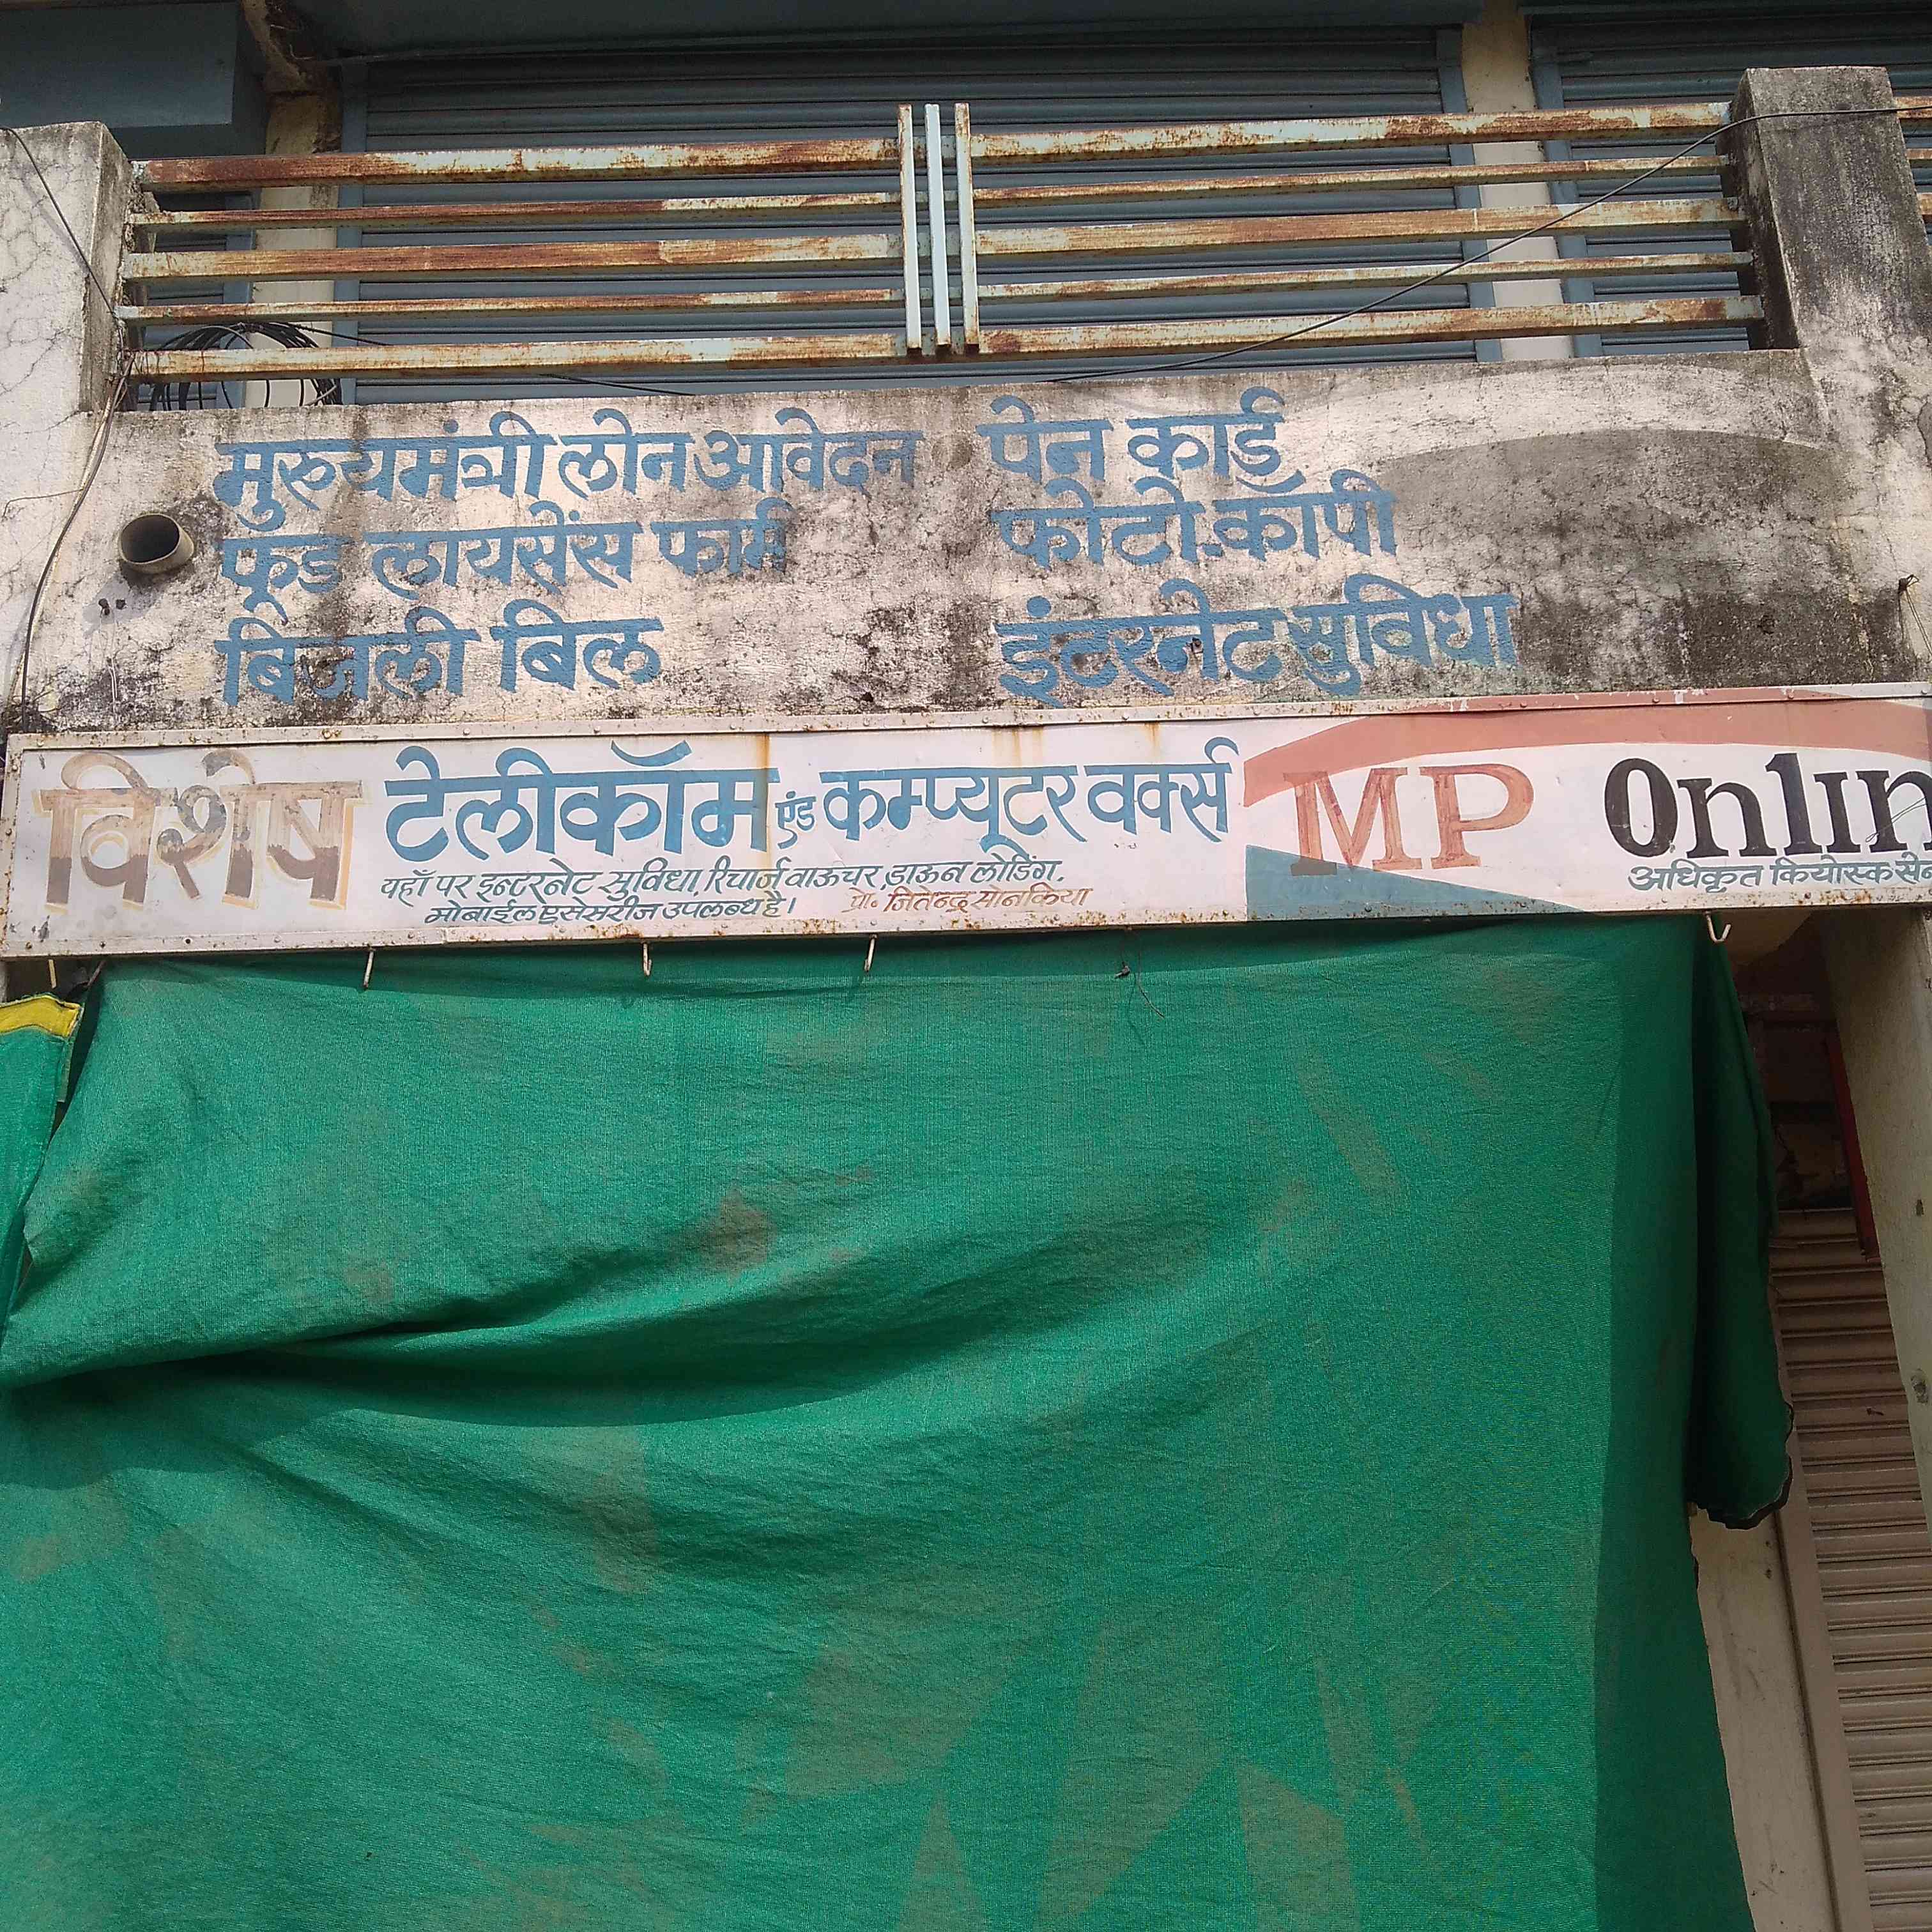 मुख्यमंत्री लोन आवेदन
फूड लायसेंस फार्म
बिजली बिल
पेन कार्ड
फोटो.कॉपी
इंटरनेट सुविधा
विशेष टेलीकॉम एंड कम्प्यूटर वर्क्स
यहाँ पर इन्टरनेट सुविधा, रिचार्ज वाऊचर, डाऊन लोडिंग,
मोबाईल एसेसरीज उपलब्ध है।
प्रो. जितेन्द्र सोनकिया
MP Onlin
अधिकृत कियोस्क सेन